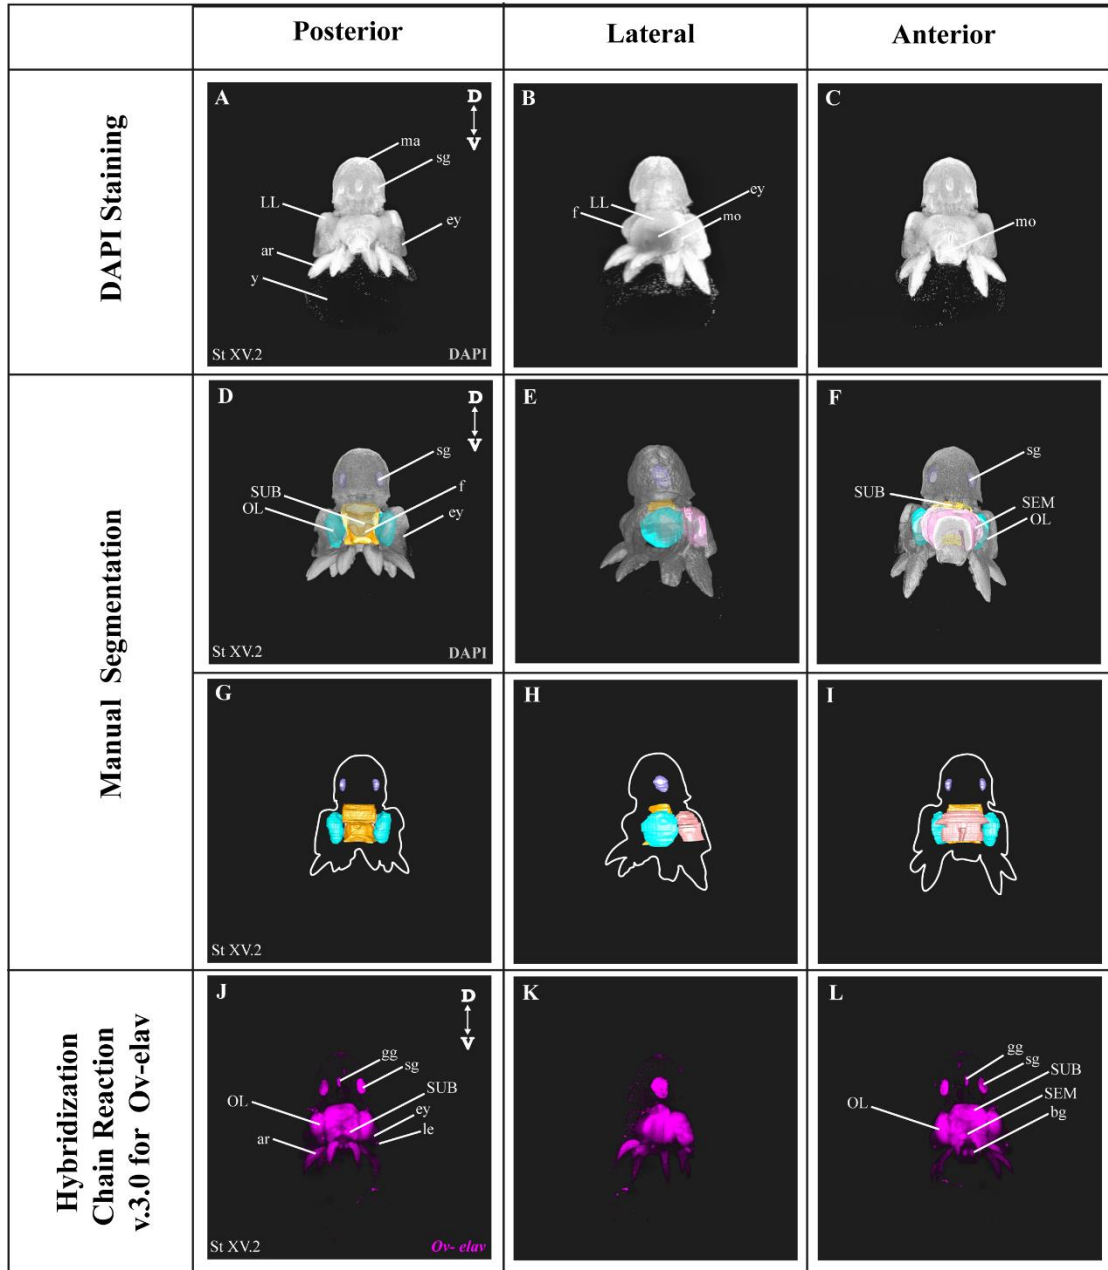 Posterior
Lateral
Anterior
DAPI Staining
A
D
V
ma
sg
LL
ey
ar
y
St XV.2
DAPI
B
LL
ey
f
mo
C
mo
Manual Segmentation
D
D
V
sg
SUB
f
OL
ey
St XV.2
DAPI
E
F
sg
SUB
SEM
OL
G
St XV.2
H
I
Hybridization
Chain Reaction
v.3.0 for Ov-elav
J
D
V
gg
sg
SUB
OL
ey
ar
le
St XV.2
Ov- elav
K
L
gg
sg
SUB
SEM
OL
bg